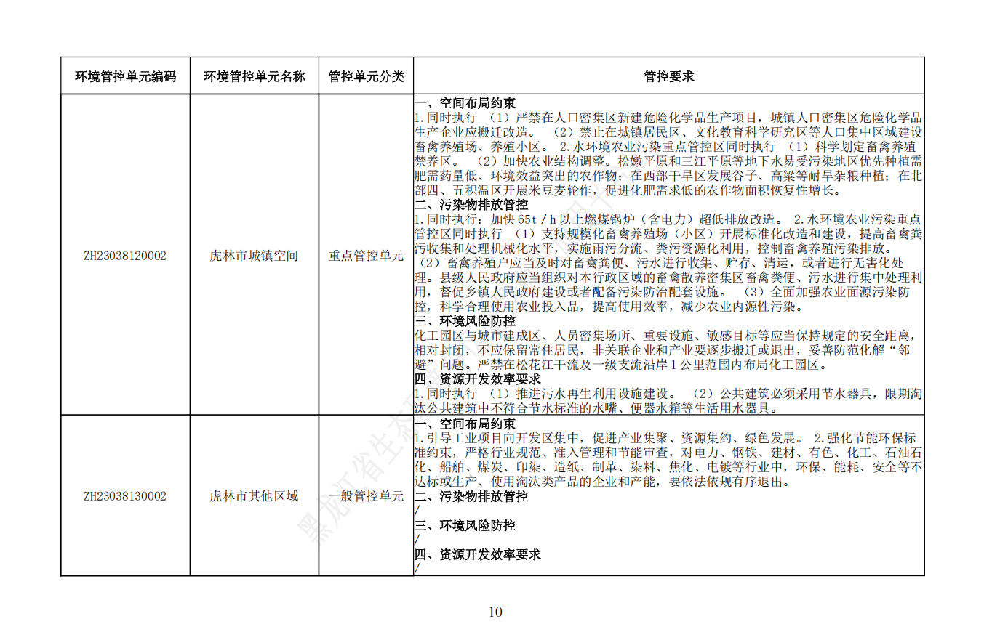 环境管控单元编码 环境管控单元名称 管控单元分类 管控要求
ZH23038120002 虎林市城镇空间 重点管控单元
一、空间布局约束
1.同时执行 （1）严禁在人口密集区新建危险化学品生产项目，城镇人口密集区危险化学品
生产企业应搬迁改造。 （2）禁止在城镇居民区、文化教育科学研究区等人口集中区域建设
畜禽养殖场、养殖小区。 2.水环境农业污染重点管控区同时执行 （1）科学划定畜禽养殖
禁养区。 （2）加快农业结构调整。松嫩平原和三江平原等地下水易受污染地区优先种植需
肥需药量低、环境效益突出的农作物；在西部干旱区发展谷子、高粱等耐旱杂粮种植；在北
部四、五积温区开展米豆麦轮作，促进化肥需求低的农作物面积恢复性增长。
二、污染物排放管控
1.同时执行：加快 65t／h 以上燃煤锅炉（含电力）超低排放改造。 2.水环境农业污染重点
管控区同时执行 （1）支持规模化畜禽养殖场（小区）开展标准化改造和建设，提高畜禽粪
污收集和处理机械化水平，实施雨污分流、粪污资源化利用，控制畜禽养殖污染排放。
（2）畜禽养殖户应当及时对畜禽粪便、污水进行收集、贮存、清运，或者进行无害化处
理。县级人民政府应当组织对本行政区域的畜禽散养密集区畜禽粪便、污水进行集中处理利
用，督促乡镇人民政府建设或者配备污染防治配套设施。 （3）全面加强农业面源污染防
控，科学合理使用农业投入品，提高使用效率，减少农业内源性污染。
三、环境风险防控
化工园区与城市建成区、人员密集场所、重要设施、敏感目标等应当保持规定的安全距离，
相对封闭，不应保留常住居民，非关联企业和产业要逐步搬迁或退出，妥善防范化解“邻
避”问题。严禁在松花江干流及一级支流沿岸 1 公里范围内布局化工园区。
四、资源开发效率要求
1.同时执行 （1）推进污水再生利用设施建设。 （2）公共建筑必须采用节水器具，限期淘
汰公共建筑中不符合节水标准的水嘴、便器水箱等生活用水器具。
ZH23038130002 虎林市其他区域 一般管控单元
一、空间布局约束
1.引导工业项目向开发区集中，促进产业集聚、资源集约、绿色发展。 2.强化节能环保标
准约束，严格行业规范、准入管理和节能审查，对电力、钢铁、建材、有色、化工、石油石
化、船舶、煤炭、印染、造纸、制革、染料、焦化、电镀等行业中，环保、能耗、安全等不
达标或生产、使用淘汰类产品的企业和产能，要依法依规有序退出。
二、污染物排放管控
/
三、环境风险防控
/
四、资源开发效率要求
/
黑龙江省生态环
10